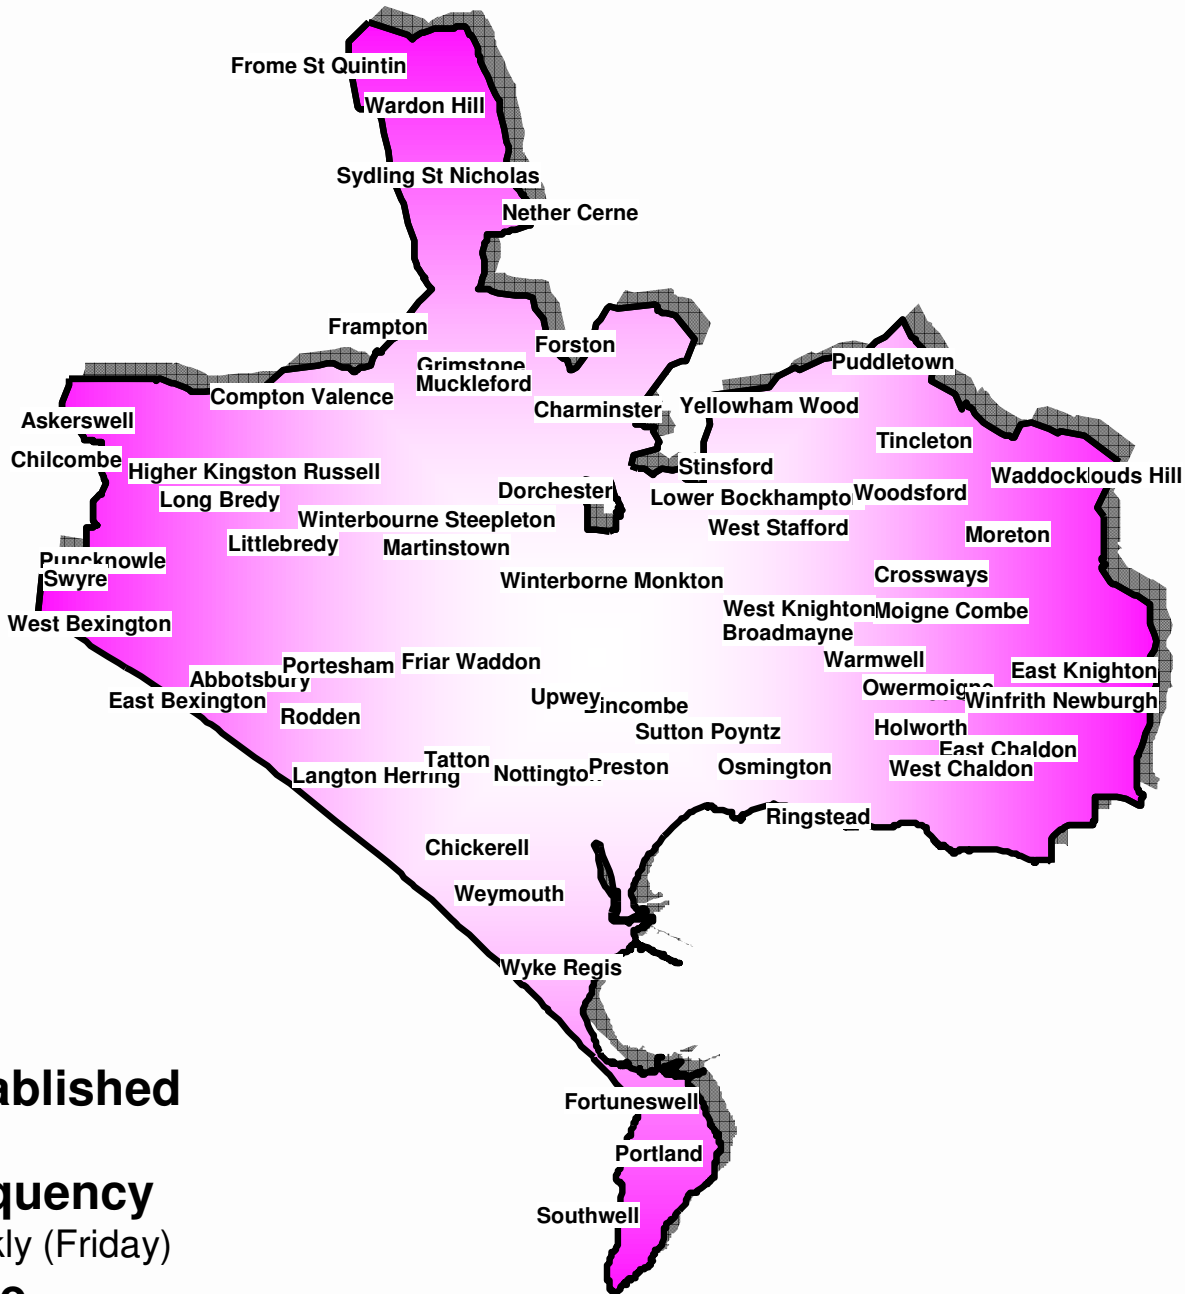 Frome St Quintin
Wardon Hill
Sydling St Nicholas
Nether Cerne
Frampton
Forston
Grimstone
Muckleford
Puddletown
Compton Valence
Charminster
Yellowham Wood
Askerswell
Tincleton
Chilcombe
Higher Kingston Russell
Stinsford
Waddock
louds Hill
Long Bredy
Dorchester
Lower Bockhampto
Woodsford
Winterbourne Steepleton
West Stafford
Littlebredy
Martinstown
Moreton
Puncknowle
Swyre
Winterborne Monkton
Crossways
West Bexington
West Knighton
Moigne Combe
Broadmayne
Portesham
Friar Waddon
Warmwell
Abbotsbury
East Knighton
East Bexington
Owermoigne
Winfrith Newburgh
Upwey
incombe
Rodden
Sutton Poyntz
Holworth
East Chaldon
Tatton
Langton Herring
Nottington
Preston
Osmington
West Chaldon
Ringstead
Chickerell
Weymouth
Wyke Regis
ablished
Fortuneswell
Portland
quency
Southwell
kly (Friday)